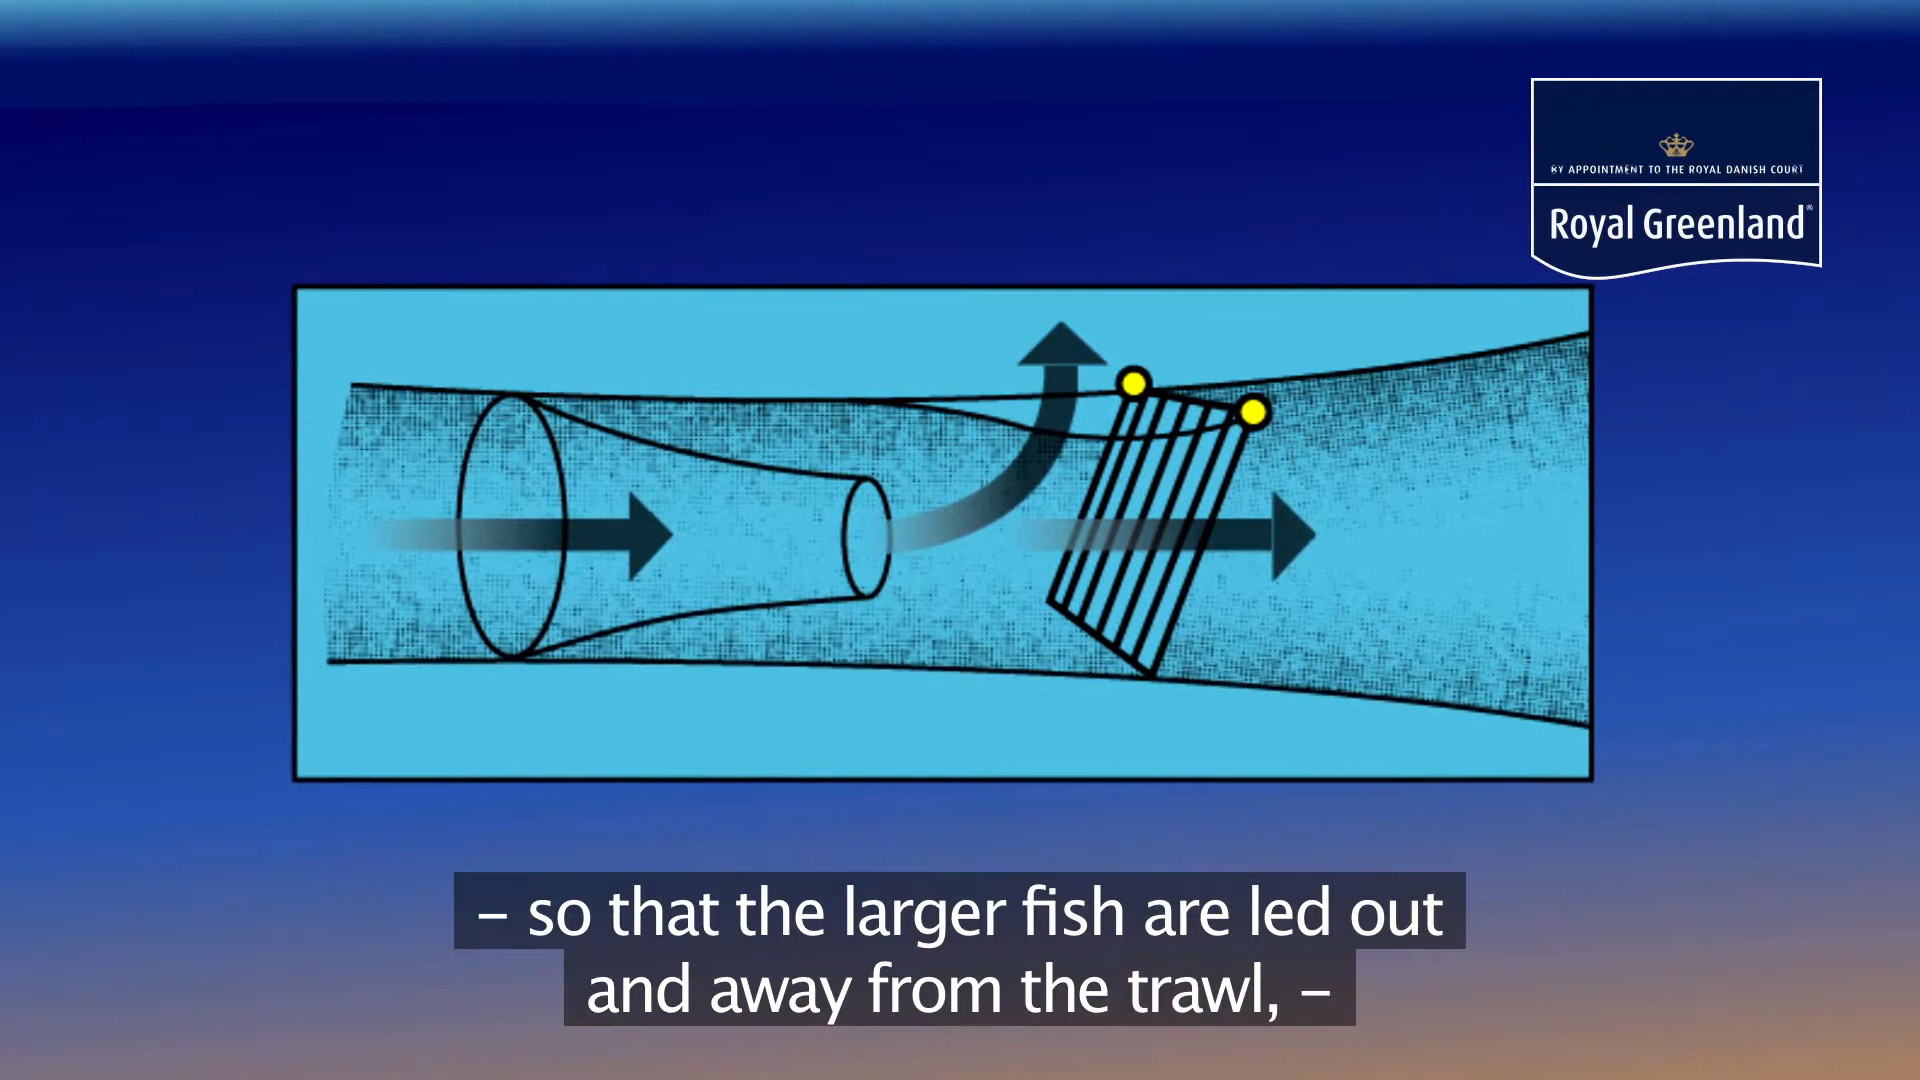 BY APPOINTMENT TO THE ROYAL DANISH COURT
Royal Greenland®
– so that the larger fish are led out
and away from the trawl, –